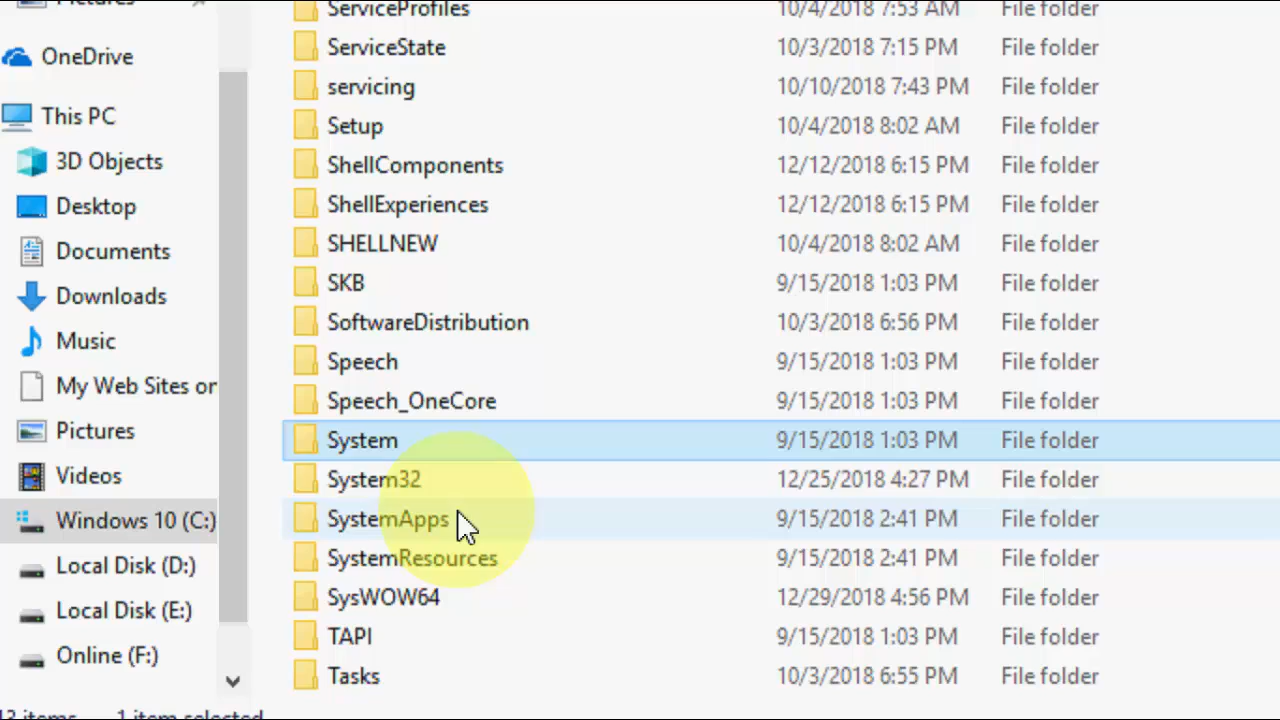 Pictures
OneDrive
This PC
3D Objects
Desktop
Documents
Downloads
Music
My Web Sites on
Pictures
Videos
Windows 10 (C:)
Local Disk (D:)
Local Disk (E:)
Online (F:)
ServiceProfiles 10/4/2018 7:53 AM File folder
ServiceState 10/3/2018 7:15 PM File folder
servicing 10/10/2018 7:43 PM File folder
Setup 10/4/2018 8:02 AM File folder
ShellComponents 12/12/2018 6:15 PM File folder
ShellExperiences 12/12/2018 6:15 PM File folder
SHELLNEW 10/4/2018 8:02 AM File folder
SKB 9/15/2018 1:03 PM File folder
SoftwareDistribution 10/3/2018 6:56 PM File folder
Speech 9/15/2018 1:03 PM File folder
Speech_OneCore 9/15/2018 1:03 PM File folder
System 9/15/2018 1:03 PM File folder
System32 12/25/2018 4:27 PM File folder
SystemApps 9/15/2018 2:41 PM File folder
SystemResources 9/15/2018 2:41 PM File folder
SysWOW64 12/29/2018 4:56 PM File folder
TAPI 9/15/2018 1:03 PM File folder
Tasks 10/3/2018 6:55 PM File folder
items 1 item selected